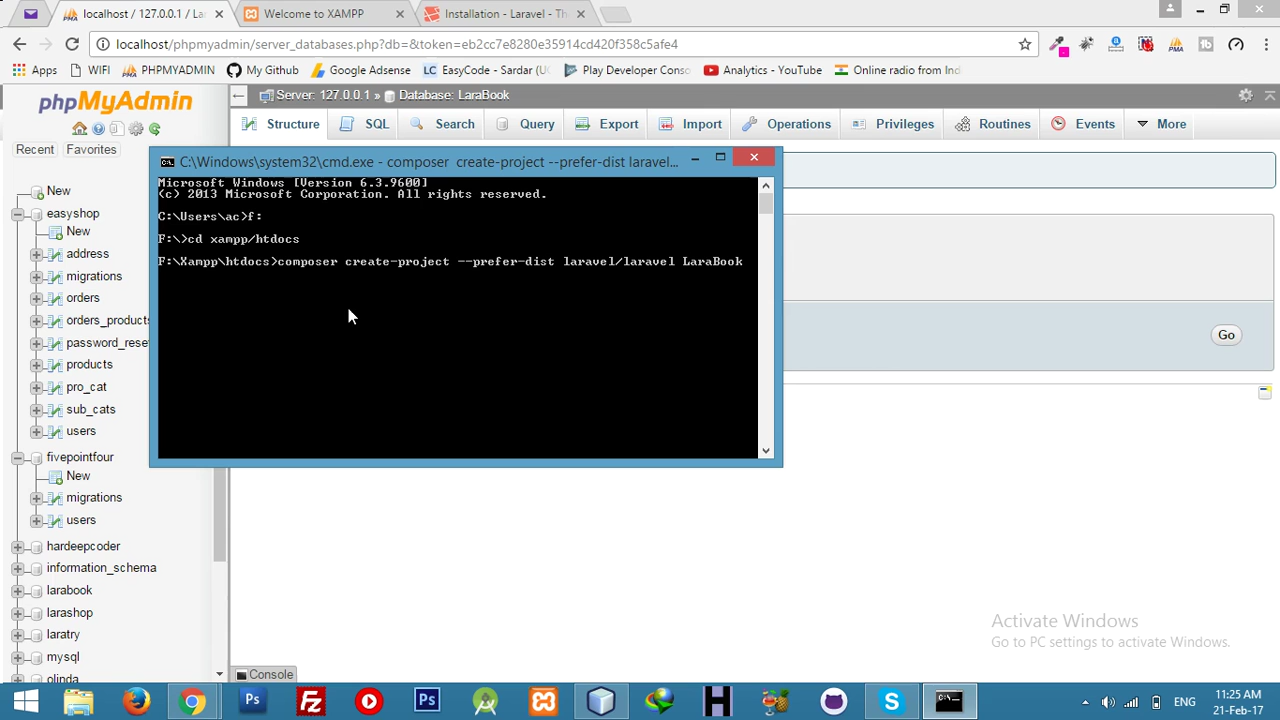 localhost / 127.0.0.1 / La
Welcome to XAMPP
Installation - Laravel - Th
localhost/phpmyadmin/server_databases.php?db=&token=eb2cc7e8280e35914cd420f358c5afe4
Apps
WIFI
PHPMYADMIN
My Github
Google Adsense
EasyCode - Sardar (UC
Play Developer Conso
Analytics - YouTube
Online radio from Ind
phpMyAdmin
Server: 127.0.0.1 » Database: LaraBook
Structure
SQL
Search
Query
Export
Import
Operations
Privileges
Routines
Events
More
Recent
Favorites
New
easyshop
New
address
migrations
orders
orders_product
password_rese
products
pro_cat
sub_cats
users
fivepointfour
New
migrations
users
hardeepcoder
information_schema
larabook
larashop
laratry
mysql
olinda
C:\Windows\system32\cmd.exe - composer  create-project --prefer-dist laravel...
Microsoft Windows [Version 6.3.9600]
(c) 2013 Microsoft Corporation. All rights reserved.
C:\Users\ac>f:
F:\>cd xampp/htdocs
F:\Xampp\htdocs>composer create-project --prefer-dist laravel/laravel LaraBook
Go
Activate Windows
Go to PC settings to activate Windows.
Console
ENG
11:25 AM
21-Feb-17